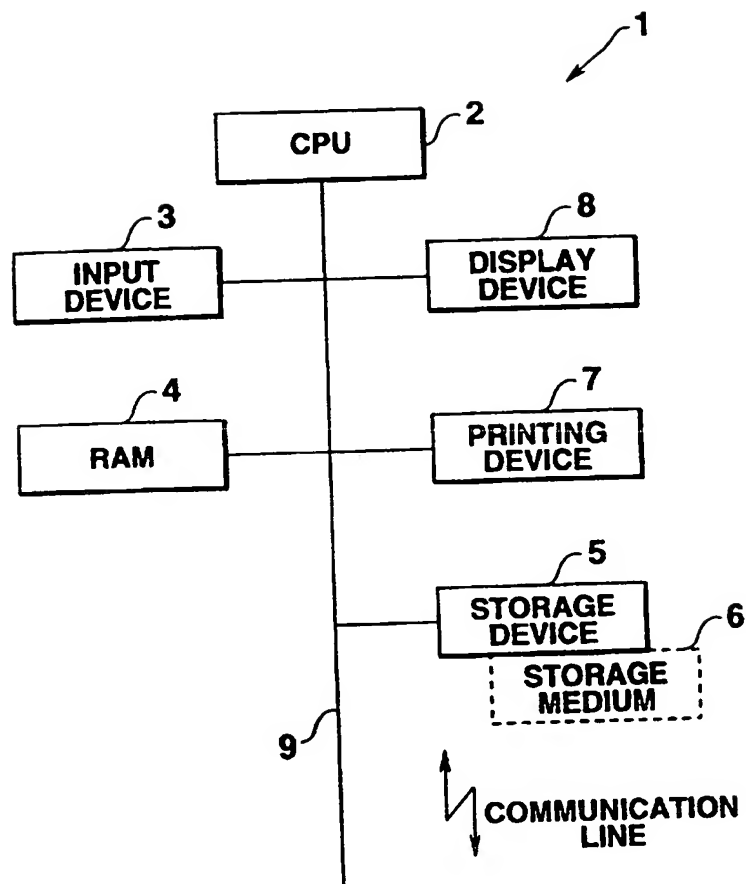 1
2
CPU
3
8
INPUT
DEVICE
DISPLAY
DEVICE
4
7
RAM
PRINTING
DEVICE
5
STORAGE
DEVICE
6
STORAGE
MEDIUM
9
COMMUNICATION
LINE